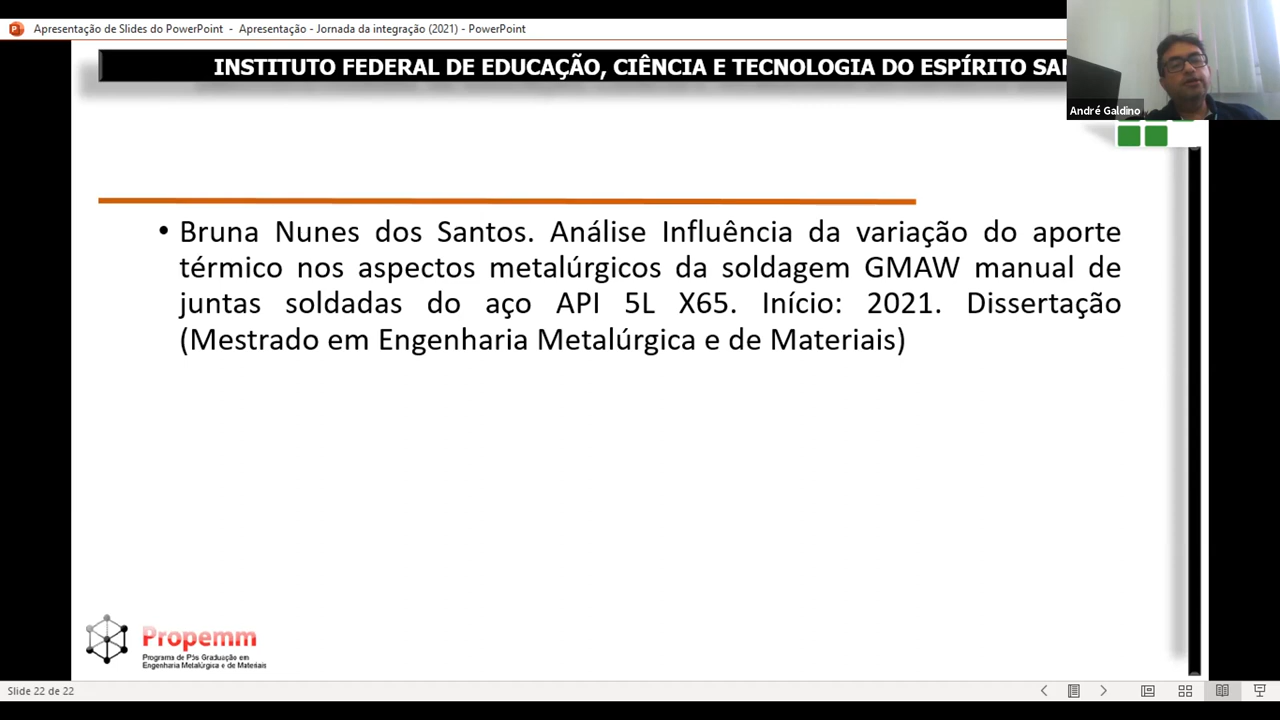 Apresentação de Slides do PowerPoint - Apresentação - Jornada da integração (2021) - PowerPoint
INSTITUTO FEDERAL DE EDUCAÇÃO, CIÊNCIA E TECNOLOGIA DO ESPÍRITO SAN
André Galdino
• Bruna Nunes dos Santos. Análise Influência da variação do aporte
térmico nos aspectos metalúrgicos da soldagem GMAW manual de
juntas soldadas do aço API 5L X65. Início: 2021. Dissertação
(Mestrado em Engenharia Metalúrgica e de Materiais)
Propemm
Programa de Pós Graduação em
Engenharia Metalúrgica e de Materiais
Slide 22 de 22